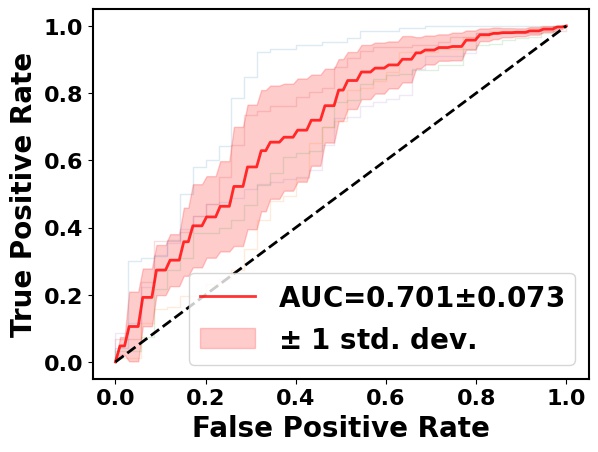 True Positive Rate
1.0
0.8
0.6
0.4
0.2
0.0
AUC=0.701±0.073
± 1 std. dev.
0.0 0.2 0.4 0.6 0.8 1.0
False Positive Rate